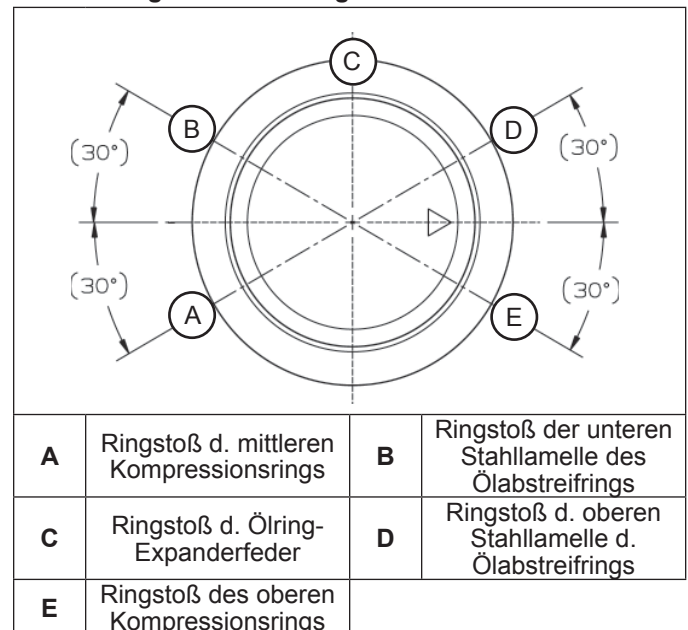 C
B
D
(30°)
(30°)
(30°)
(30°)
A
E
A
Ringstoß d. mittleren
Kompressionsrings
B
Ringstoß der unteren
Stahllamelle des
Ölabstreifrings
C
Ringstoß d. Ölring-
Expanderfeder
D
Ringstoß d. oberen
Stahllamelle d.
Ölabstreifrings
E
Ringstoß des oberen
Kompressionsrings